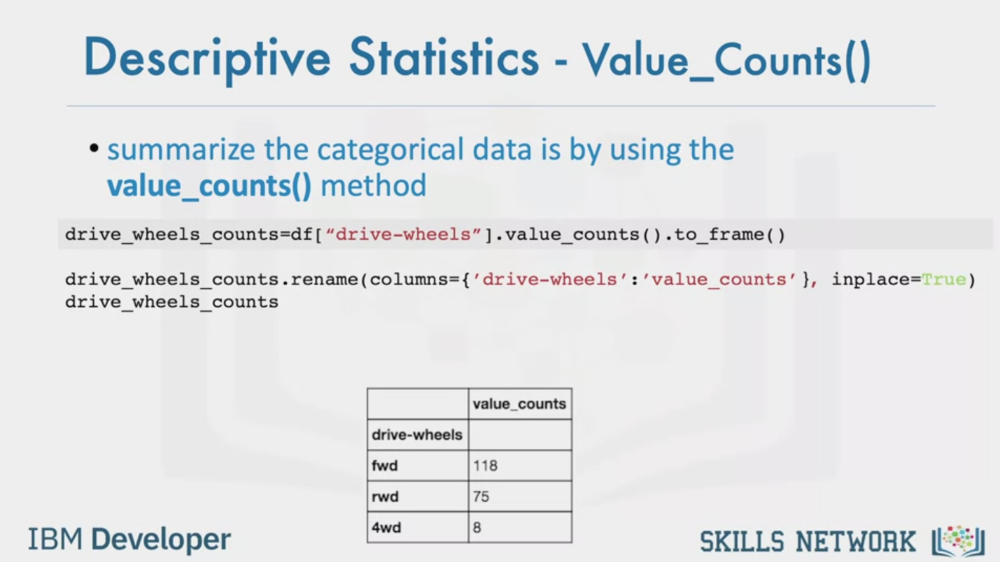 Descriptive Statistics - Value_Counts()
• summarize the categorical data is by using the
value_counts() method
drive_wheels_counts=df[“drive-wheels”].value_counts().to_frame()
drive_wheels_counts.rename(columns={’drive-wheels’:’value_counts’}, inplace=True)
drive_wheels_counts
value_counts
drive-wheels
fwd 118
rwd 75
4wd 8
IBM Developer
SKILLS NETWORK